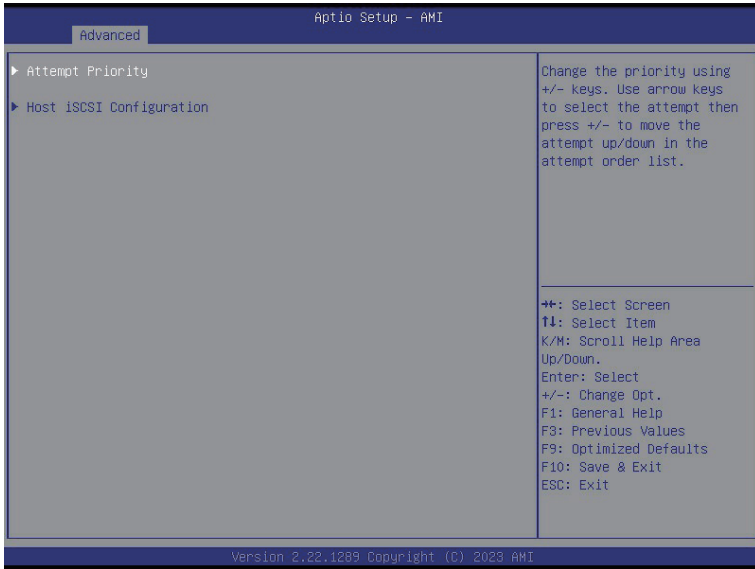 Aptio Setup – AMI
Advanced
▶ Attempt Priority
▶ Host iSCSI Configuration
Change the priority using
+/- keys. Use arrow keys
to select the attempt then
press +/- to move the
attempt up/down in the
attempt order list.
→←: Select Screen
↑↓: Select Item
K/M: Scroll Help Area
Up/Down.
Enter: Select
+/-: Change Opt.
F1: General Help
F3: Previous Values
F9: Optimized Defaults
F10: Save & Exit
ESC: Exit
Version 2.22.1289 Copyright (C) 2023 AMI